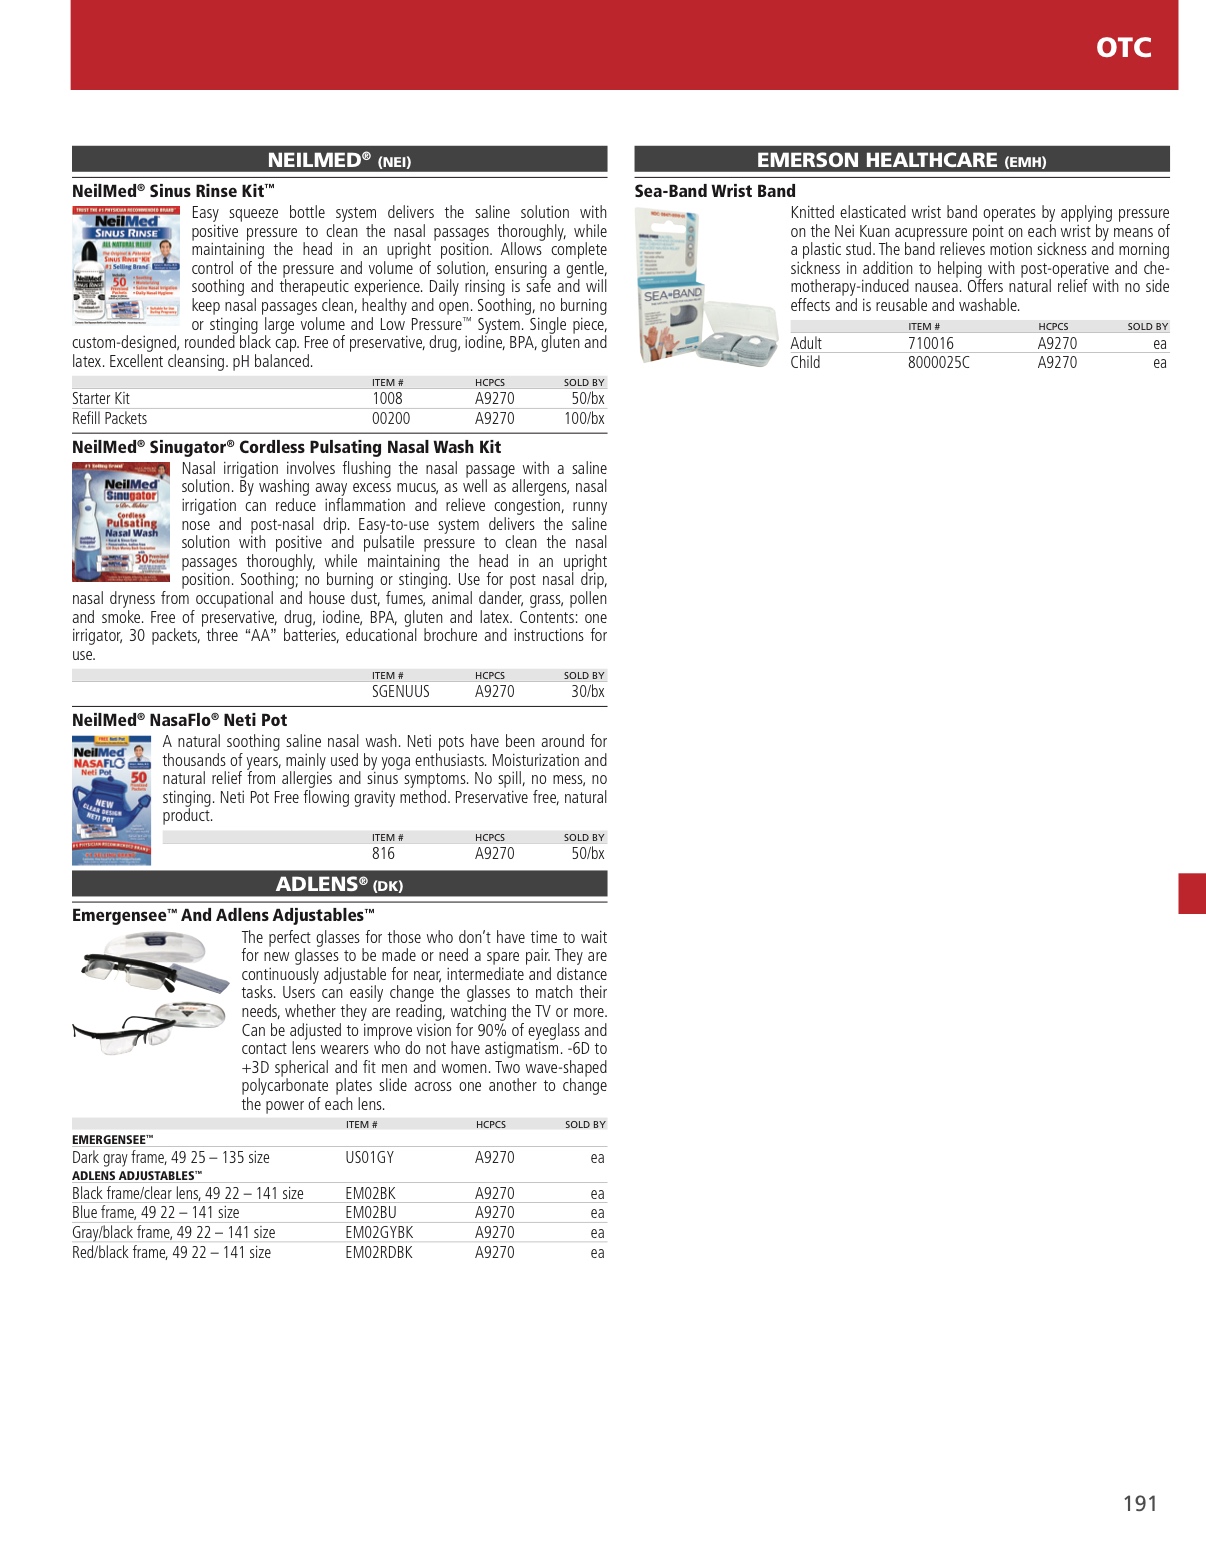 OTC
NEILMED® (NEI)
NeilMed® Sinus Rinse Kit™
Easy squeeze bottle system delivers the saline solution with
positive pressure to clean the nasal passages thoroughly, while
maintaining the head in an upright position. Allows complete
control of the pressure and volume of solution, ensuring a gentle,
soothing and therapeutic experience. Daily rinsing is safe and will
keep nasal passages clean, healthy and open. Soothing, no burning
or stinging large volume and Low Pressure™ System. Single piece,
custom-designed, rounded black cap. Free of preservative, drug, iodine, BPA, gluten and
latex. Excellent cleansing. pH balanced.
ITEM # HCPCS SOLD BY
Starter Kit 1008 A9270 50/bx
Refill Packets 00200 A9270 100/bx
NeilMed® Sinugator® Cordless Pulsating Nasal Wash Kit
Nasal irrigation involves flushing the nasal passage with a saline
solution. By washing away excess mucus, as well as allergens, nasal
irrigation can reduce inflammation and relieve congestion, runny
nose and post-nasal drip. Easy-to-use system delivers the saline
solution with positive and pulsatile pressure to clean the nasal
passages thoroughly, while maintaining the head in an upright
position. Soothing; no burning or stinging. Use for post nasal drip,
nasal dryness from occupational and house dust, fumes, animal dander, grass, pollen
and smoke. Free of preservative, drug, iodine, BPA, gluten and latex. Contents: one
irrigator, 30 packets, three “AA” batteries, educational brochure and instructions for
use.
ITEM # HCPCS SOLD BY
SGENUUS A9270 30/bx
NeilMed® NasaFlo® Neti Pot
A natural soothing saline nasal wash. Neti pots have been around for
thousands of years, mainly used by yoga enthusiasts. Moisturization and
natural relief from allergies and sinus symptoms. No spill, no mess, no
stinging. Neti Pot Free flowing gravity method. Preservative free, natural
product.
ITEM # HCPCS SOLD BY
816 A9270 50/bx
ADLENS® (DK)
Emergensee™ And Adlens Adjustables™
The perfect glasses for those who don’t have time to wait
for new glasses to be made or need a spare pair. They are
continuously adjustable for near, intermediate and distance
tasks. Users can easily change the glasses to match their
needs, whether they are reading, watching the TV or more.
Can be adjusted to improve vision for 90% of eyeglass and
contact lens wearers who do not have astigmatism. -6D to
+3D spherical and fit men and women. Two wave-shaped
polycarbonate plates slide across one another to change
the power of each lens.
ITEM # HCPCS SOLD BY
EMERGENSEE™
Dark gray frame, 49 25 – 135 size US01GY A9270 ea
ADLENS ADJUSTABLES™
Black frame/clear lens, 49 22 – 141 size EM02BK A9270 ea
Blue frame, 49 22 – 141 size EM02BU A9270 ea
Gray/black frame, 49 22 – 141 size EM02GYBK A9270 ea
Red/black frame, 49 22 – 141 size EM02RDBK A9270 ea
EMERSON HEALTHCARE (EMH)
Sea-Band Wrist Band
SEA-BAND
Knitted elasticated wrist band operates by applying pressure
on the Nei Kuan acupressure point on each wrist by means of
a plastic stud. The band relieves motion sickness and morning
sickness in addition to helping with post-operative and che-
motherapy-induced nausea. Offers natural relief with no side
effects and is reusable and washable.
ITEM # HCPCS SOLD BY
Adult 710016 A9270 ea
Child 8000025C A9270 ea
191